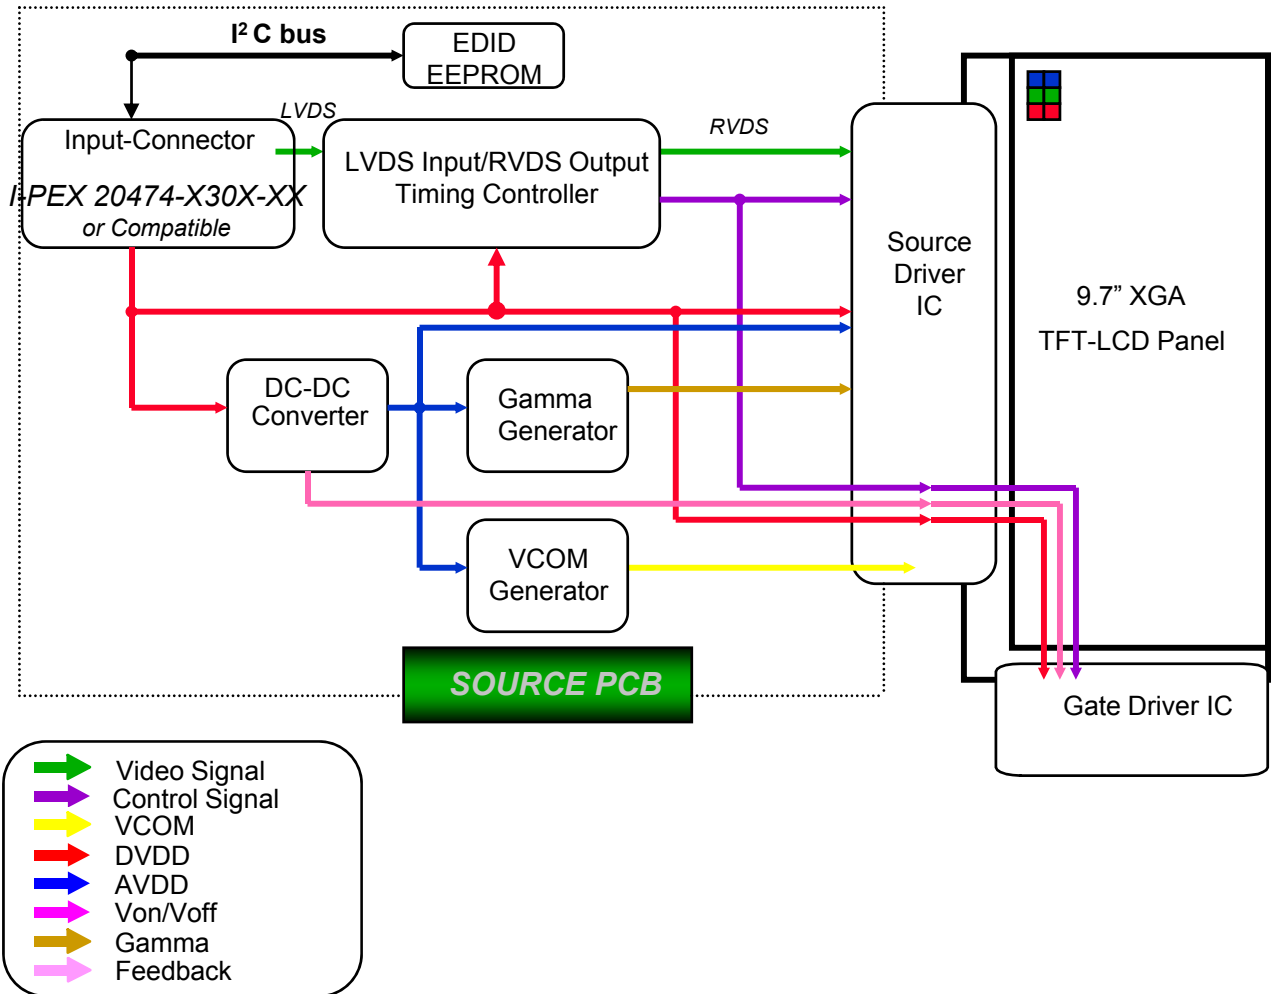 I² C bus
EDID
EEPROM
LVDS
RVDS
Input-Connector
I-PEX 20474-X30X-XX
or Compatible
LVDS Input/RVDS Output
Timing Controller
Source
Driver
IC
9.7” XGA
TFT-LCD Panel
DC-DC
Converter
Gamma
Generator
VCOM
Generator
SOURCE PCB
Gate Driver IC
Video Signal
Control Signal
VCOM
DVDD
AVDD
Von/Voff
Gamma
Feedback